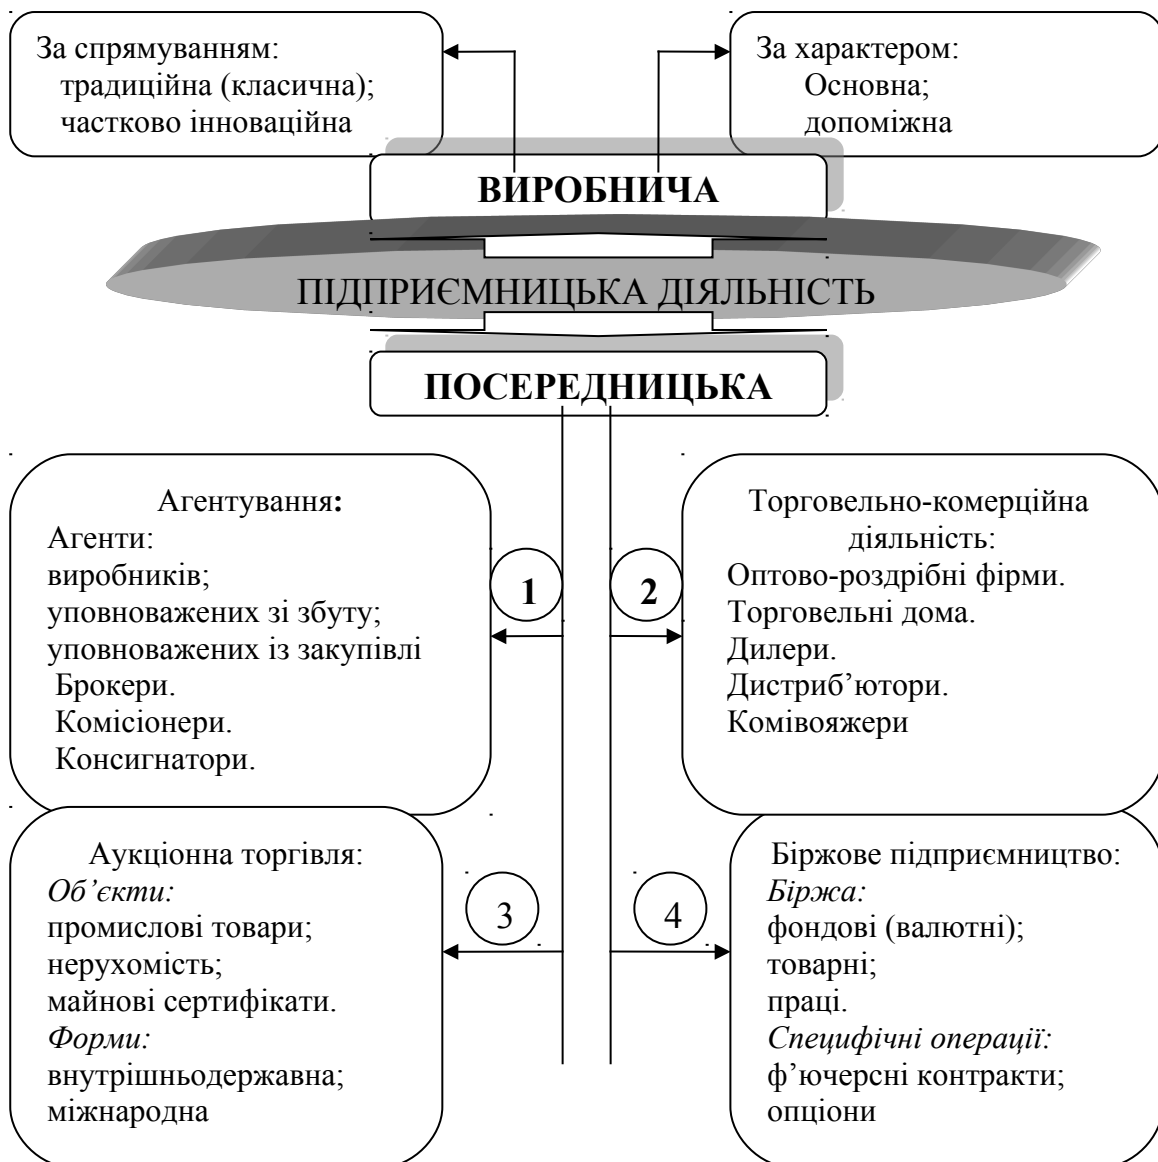 За спрямуванням:
традиційна (класична);
частково інноваційна
За характером:
Основна;
допоміжна
ВИРОБНИЧА
ПІДПРИЄМНИЦЬКА ДІЯЛЬНІСТЬ
ПОСЕРЕДНИЦЬКА
Агентування:
Агенти:
виробників;
уповноважених зі збуту;
уповноважених із закупівлі
Брокери.
Комісіонери.
Консигнатори.
1
2
Торговельно-комерційна
діяльність:
Оптово-роздрібні фірми.
Торговельні дома.
Дилери.
Дистриб’ютори.
Комівояжери
Аукціонна торгівля:
Об’єкти:
промислові товари;
нерухомість;
майнові сертифікати.
Форми:
внутрішньодержавна;
міжнародна
3
4
Біржове підприємництво:
Біржа:
фондові (валютні);
товарні;
праці.
Специфічні операції:
ф’ючерсні контракти;
опціони